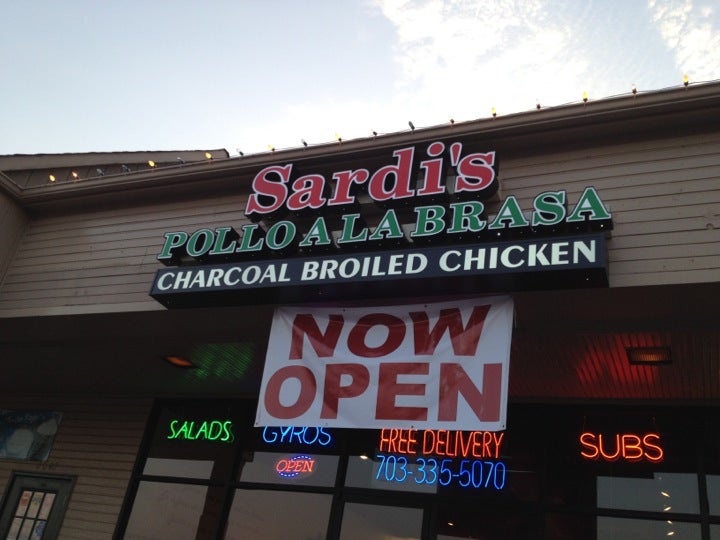 Sardi's
POLLO A LA BRASA
CHARCOAL BROILED CHICKEN
NOW
OPEN
SALADS
GYROS
OPEN
FREE DELIVERY
703-335-5070
SUBS